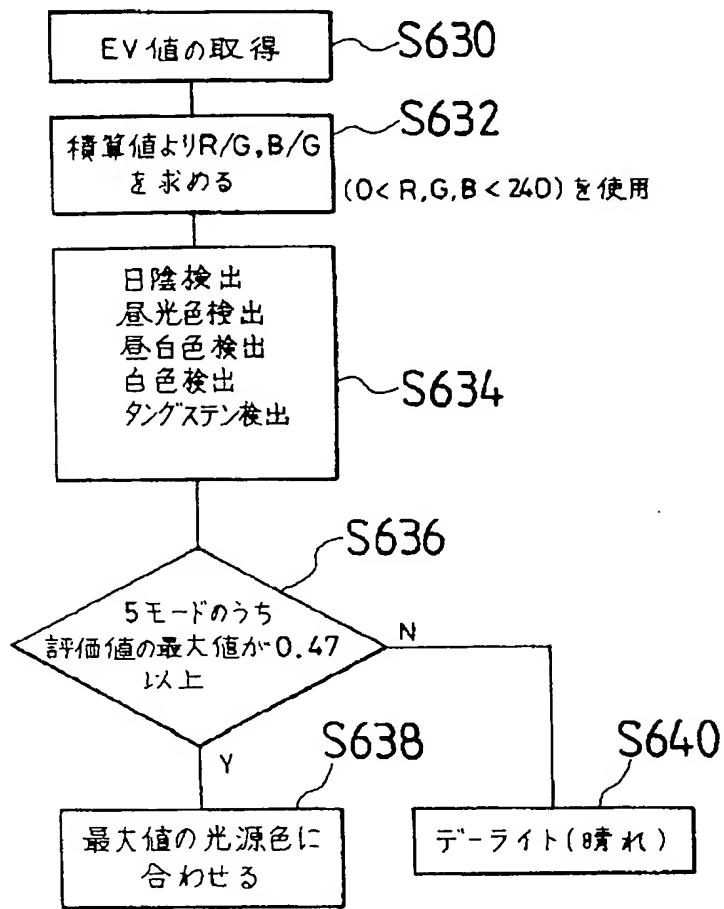 EV値の取得
S630
積算値よりR/G,B/G
を求める
S632
(0<R,G,B<240)を使用
日陰検出
昼光色検出
昼白色検出
白色検出
タングステン検出
S634
S636
5モードのうち
評価値の最大値が0.47
以上
N
Y
S638
最大値の光源色に
合わせる
S640
デーライト(晴れ)